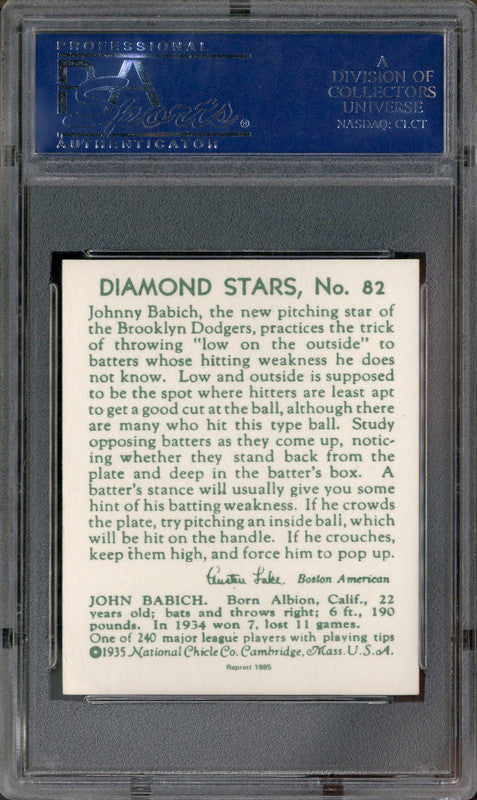 PROFESSIONAL
PSA
Sports
®
AUTHENTICATOR
A
DIVISION OF
COLLECTORS
UNIVERSE
NASDAQ: CLCT
DIAMOND STARS, No. 82
Johnny Babich, the new pitching star of
the Brooklyn Dodgers, practices the trick
of throwing "low on the outside" to
batters whose hitting weakness he does
not know. Low and outside is supposed
to be the spot where hitters are least apt
to get a good cut at the ball, although there
are many who hit this type ball. Study
opposing batters as they come up, notic-
ing whether they stand back from the
plate and deep in the batter's box. A
batter's stance will usually give you some
hint of his batting weakness. If he crowds
the plate, try pitching an inside ball, which
will be hit on the handle. If he crouches,
keep them high, and force him to pop up.
Austen Lake Boston American
JOHN BABICH. Born Albion, Calif., 22
years old; bats and throws right; 6 ft., 190
pounds. In 1934 won 7, lost 11 games.
One of 240 major league players with playing tips
©1935 National Chicle Co. Cambridge, Mass. U.S.A.
Reprint 1985